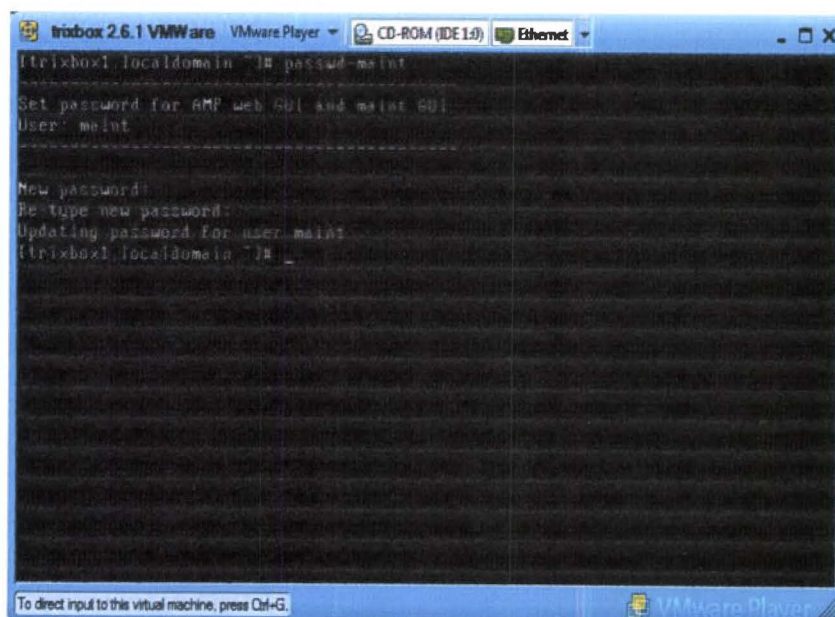 trixbox 2.6.1 VMWare VMware Player CD-ROM (IDE 1:0) Ethernet
[trixbox1.localdomain ~]# passwd-maint
----------------------------------------------
Set password for AMP web GUI and maint GUI
User: maint
----------------------------------------------
New password:
Re-type new password:
Updating password for user maint
[trixbox1.localdomain ~]# _
To direct input to this virtual machine, press Ctrl+G.
VMware Player